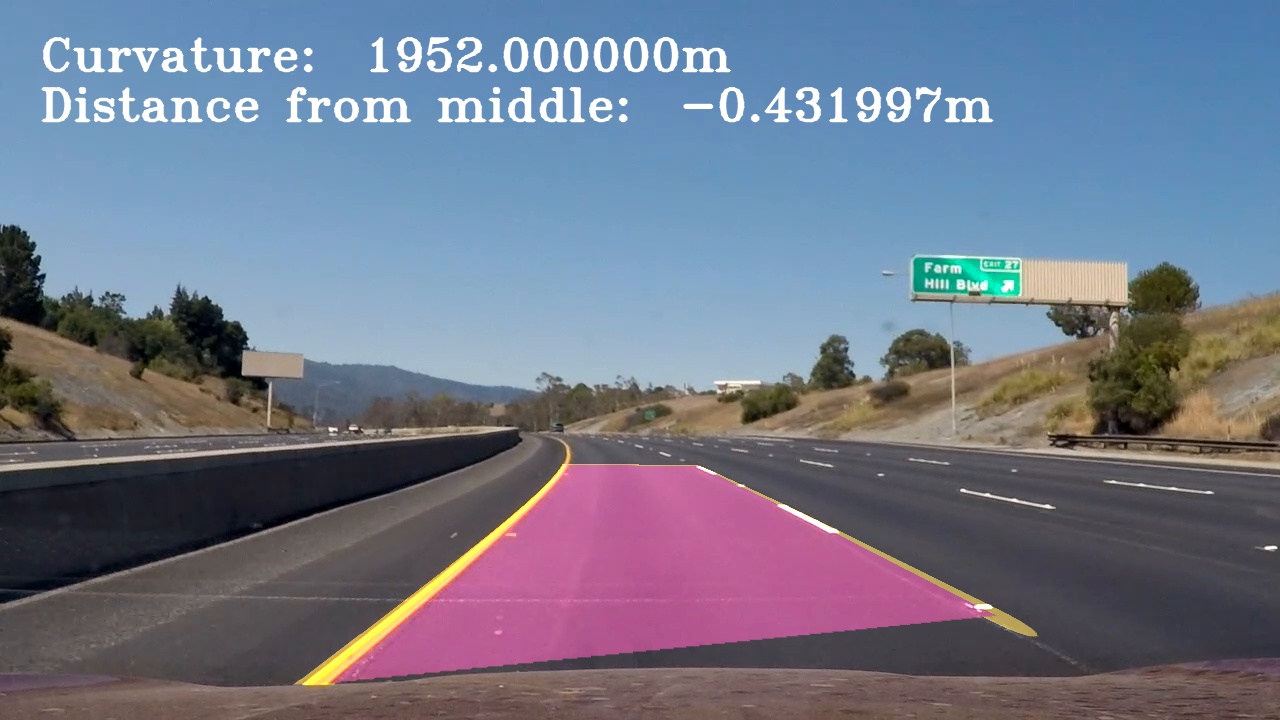 Curvature: 1952.000000m
Distance from middle: -0.431997m
EXIT 27
Farm
Hill Blvd